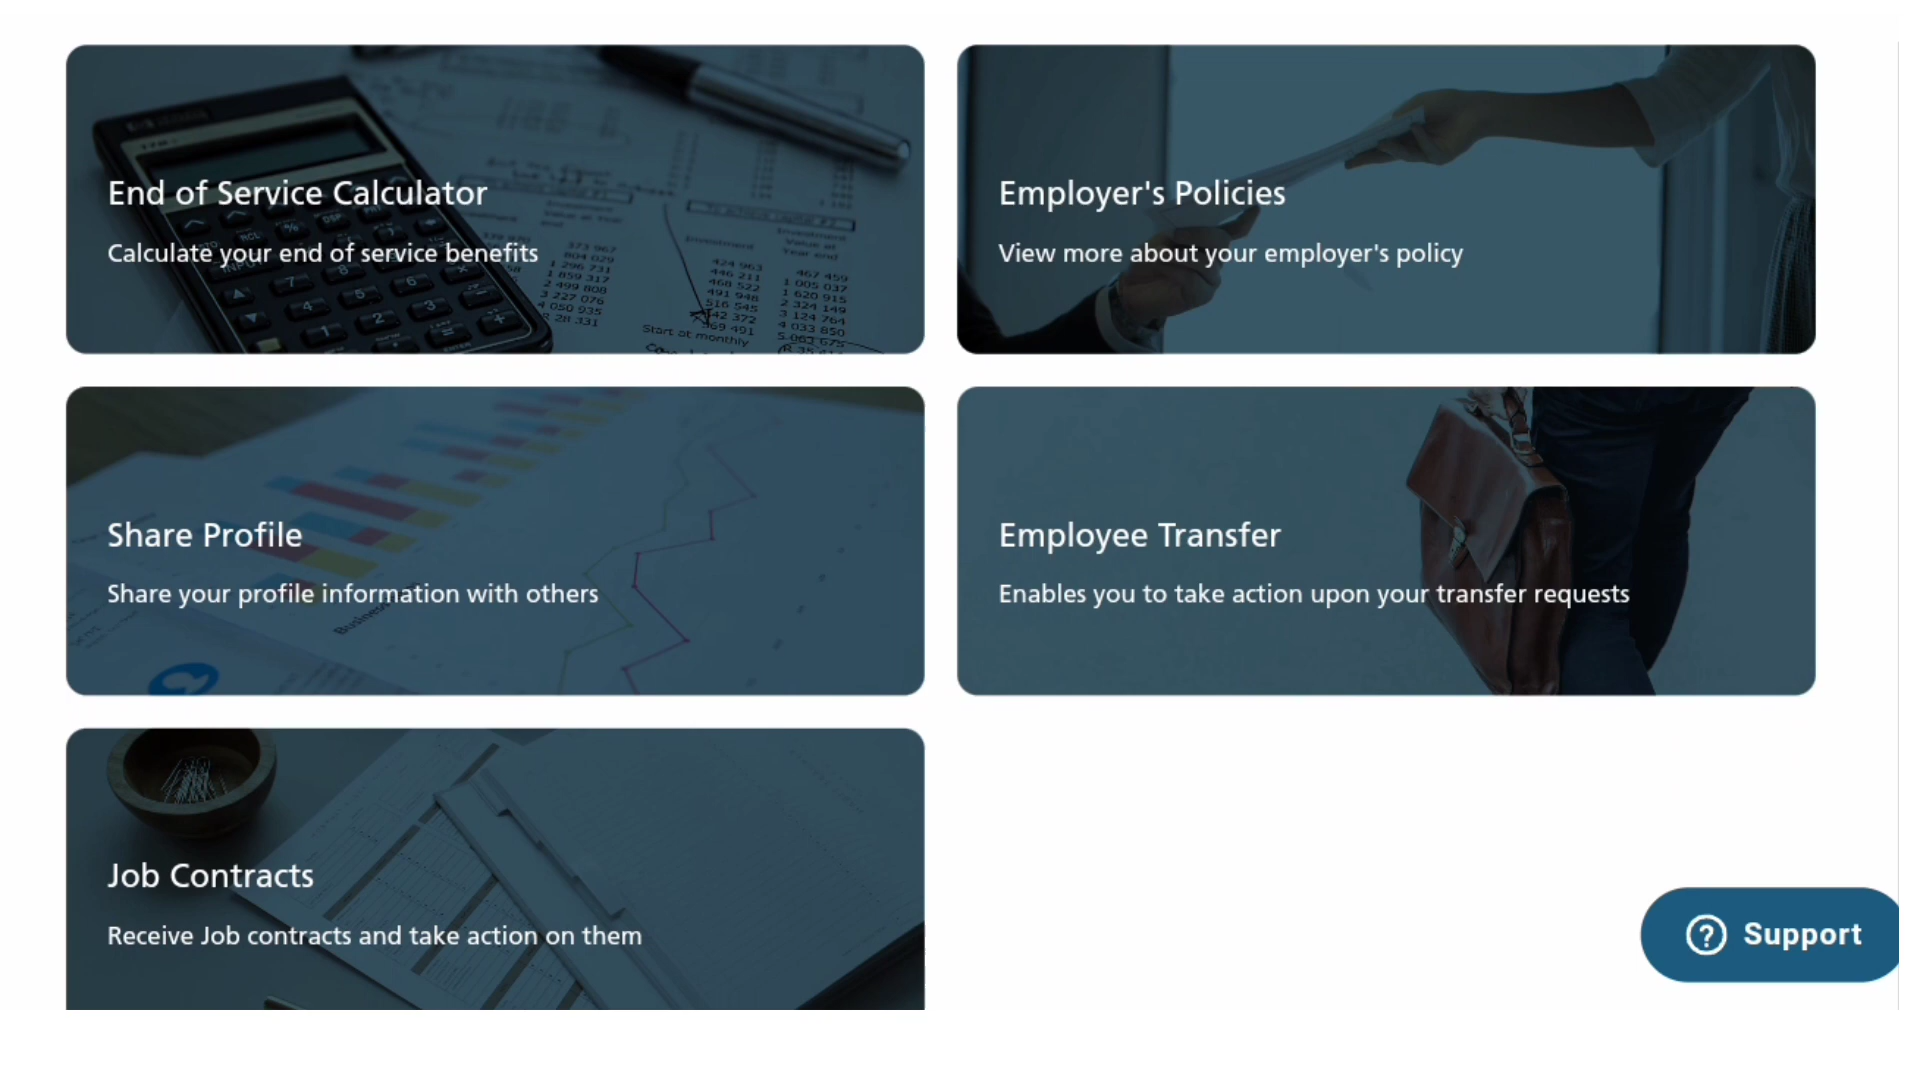 End of Service Calculator
Calculate your end of service benefits
Employer's Policies
View more about your employer's policy
Share Profile
Share your profile information with others
Employee Transfer
Enables you to take action upon your transfer requests
Job Contracts
Receive Job contracts and take action on them
Support